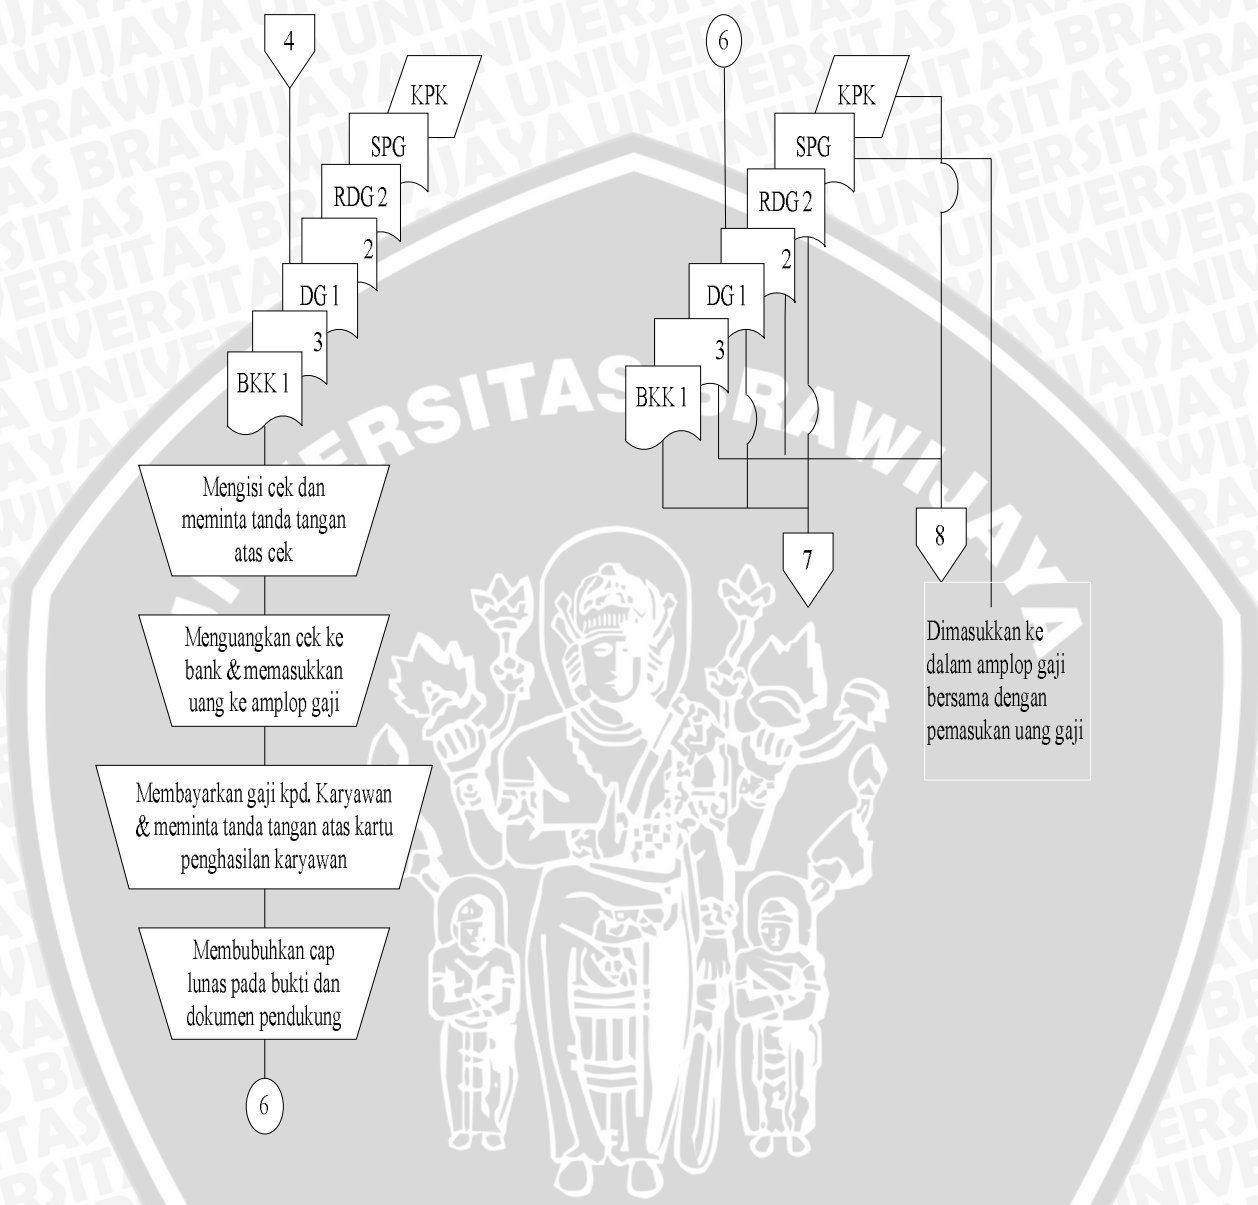 4
KPK
SPG
RDG 2
2
DG 1
3
BKK 1
Mengisi cek dan
meminta tanda tangan
atas cek
Menguangkan cek ke
bank & memasukkan
uang ke amplop gaji
Membayarkan gaji kpd. Karyawan
& meminta tanda tangan atas kartu
penghasilan karyawan
Membubuhkan cap
lunas pada bukti dan
dokumen pendukung
6
6
KPK
SPG
RDG 2
2
DG 1
3
BKK 1
7
8
Dimasukkan ke
dalam amplop gaji
bersama dengan
pemasukan uang gaji
UNIVERSITAS BRAWIJAYA